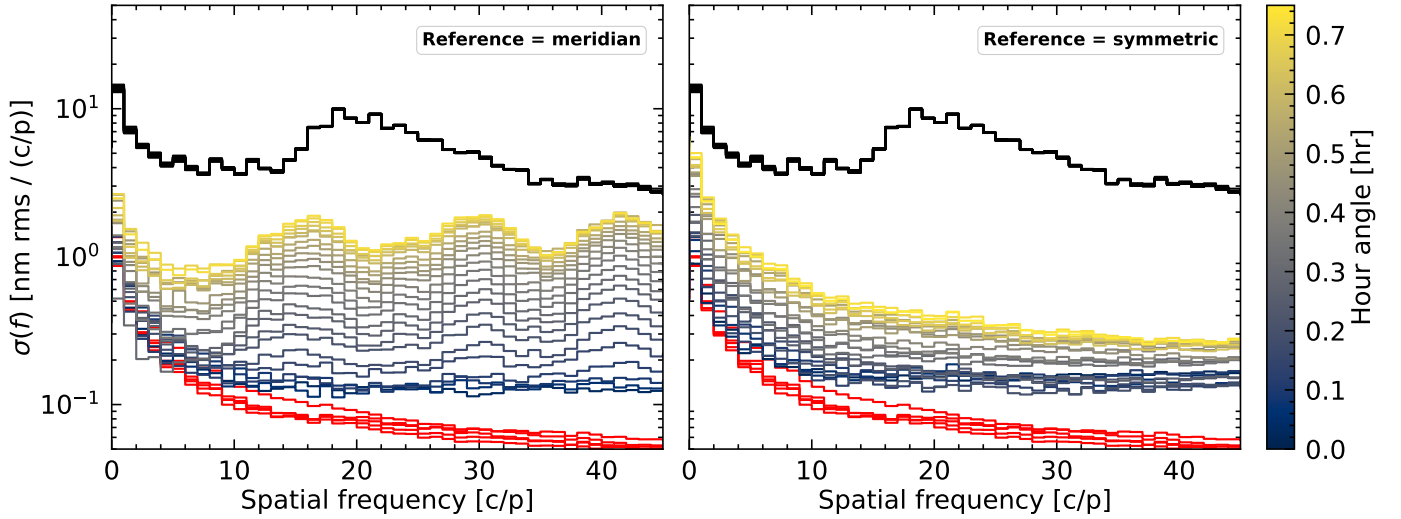 Reference = meridian
Reference = symmetric
σ(f) [nm rms / (c/p)]
10¹
10⁰
10⁻¹
0 10 20 30 40
Spatial frequency [c/p]
0 10 20 30 40
Spatial frequency [c/p]
0.7
0.6
0.5
0.4
0.3
0.2
0.1
0.0
Hour angle [hr]